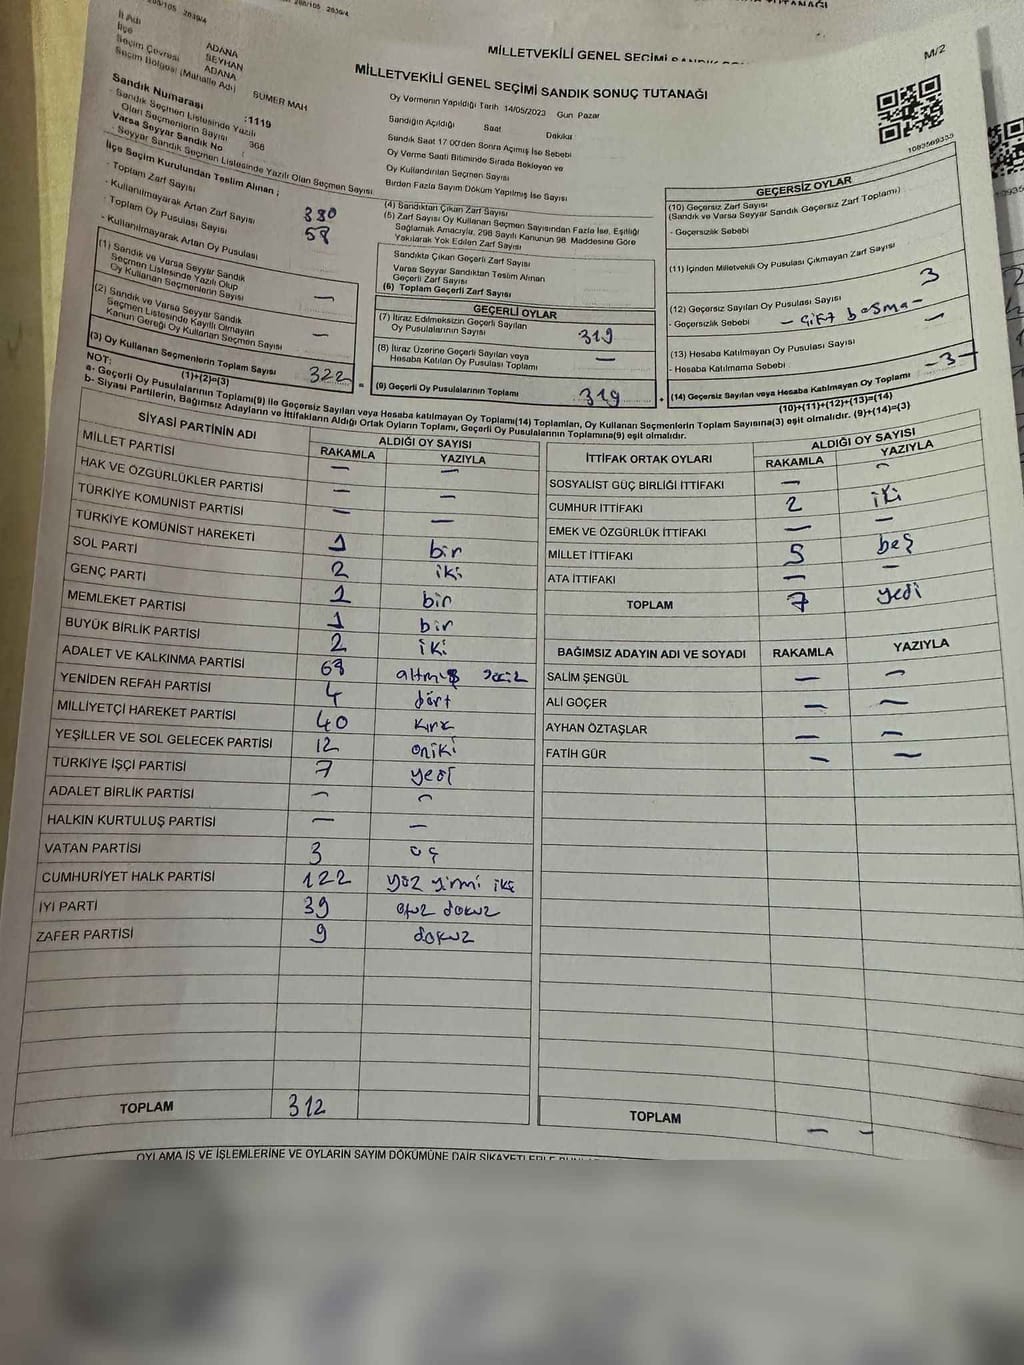 MİLLETVEKİLİ GENEL SEÇİMİ
M/2
MİLLETVEKİLİ GENEL SEÇİMİ SANDIK SONUÇ TUTANAĞI
İl Adı ADANA
İlçe SEYHAN
Seçim Çevresi ADANA
Seçim Bölgesi (Mahalle Adı) SÜMER MAH
Sandık Numarası :1119
- Sandık Seçmen Listesinde Yazılı
Olan Seçmenlerin Sayısı 368
Varsa Seyyar Sandık No :
- Seyyar Sandık Seçmen Listesinde Yazılı Olan Seçmen Sayısı
İlçe Seçim Kurulundan Teslim Alınan ;
- Toplam Zarf Sayısı 380
- Kullanılmayarak Artan Zarf Sayısı 58
- Toplam Oy Pusulası Sayısı
- Kullanılmayarak Artan Oy Pusulası
Oy Vermenin Yapıldığı Tarih 14/05/2023 Gün Pazar
Sandığın Açıldığı Saat Dakika
Sandık Saat 17 00'den Sonra Açımış İse Sebebi
Oy Verme Saati Bitiminde Sırada Bekleyen ve
Oy Kullandırılan Seçmen Sayısı
Birden Fazla Sayım Döküm Yapılmış İse Sayısı
1093569353
(1) Sandık ve Varsa Seyyar Sandık
Seçmen Listesinde Yazılı Olup
Oy Kullanan Seçmenlerin Sayısı —
(2) Sandık ve Varsa Seyyar Sandık
Seçmen Listesinde Kayıtlı Olmayan
Kanun Gereği Oy Kullanan Seçmen Sayısı —
(3) Oy Kullanan Seçmenlerin Toplam Sayısı 322
(1)+(2)=(3)
(4) Sandıktan Çıkan Zarf Sayısı
(5) Zarf Sayısı Oy Kullanan Seçmen Sayısından Fazla İse, Eşitliği
Sağlamak Amacıyla, 298 Sayılı Kanunun 98. Maddesine Göre
Yakılarak Yok Edilen Zarf Sayısı
Sandıkta Çıkan Geçerli Zarf Sayısı
Varsa Seyyar Sandıktan Teslim Alınan
Geçerli Zarf Sayısı
(6) Toplam Geçerli Zarf Sayısı
GEÇERLİ OYLAR
(7) İtiraz Edilmeksizin Geçerli Sayılan
Oy Pusulalarının Sayısı 319
(8) İtiraz Üzerine Geçerli Sayılan veya
Hesaba Katılan Oy Pusulası Toplamı —
= (9) Geçerli Oy Pusulalarının Toplamı 319 +
GEÇERSİZ OYLAR
(10) Geçersiz Zarf Sayısı
(Sandık ve Varsa Seyyar Sandık Geçersiz Zarf Toplamı)
- Geçersizlik Sebebi
(11) İçinden Milletvekili Oy Pusulası Çıkmayan Zarf Sayısı
(12) Geçersiz Sayılan Oy Pusulası Sayısı 3
- Geçersizlik Sebebi - çift basma -
(13) Hesaba Katılmayan Oy Pusulası Sayısı —
- Hesaba Katılmama Sebebi
(14) Geçersiz Sayılan veya Hesaba Katılmayan Oy Toplamı -3-
(10)+(11)+(12)+(13)=(14)
NOT:
a- Geçerli Oy Pusulalarının Toplamı(9) ile Geçersiz Sayılan veya Hesaba katılmayan Oy Toplamı(14) Toplamları, Oy Kullanan Seçmenlerin Toplam Sayısına(3) eşit olmalıdır. (9)+(14)=(3)
b- Siyasi Partilerin, Bağımsız Adayların ve İttifakların Aldığı Ortak Oyların Toplamı, Geçerli Oy Pusulalarının Toplamına(9) eşit olmalıdır.
SİYASİ PARTİNİN ADI ALDIĞI OY SAYISI
RAKAMLA YAZIYLA
MİLLET PARTİSİ — —
HAK VE ÖZGÜRLÜKLER PARTİSİ — —
TÜRKİYE KOMÜNİST PARTİSİ — —
TÜRKİYE KOMÜNİST HAREKETİ 1 bir
SOL PARTİ 2 iki
GENÇ PARTİ 1 bir
MEMLEKET PARTİSİ 1 bir
BÜYÜK BİRLİK PARTİSİ 2 iki
ADALET VE KALKINMA PARTİSİ 68 altmış sekiz
YENİDEN REFAH PARTİSİ 4 dört
MİLLİYETÇİ HAREKET PARTİSİ 40 kırk
YEŞİLLER VE SOL GELECEK PARTİSİ 12 oniki
TÜRKİYE İŞÇİ PARTİSİ 7 yedi
ADALET BİRLİK PARTİSİ — —
HALKIN KURTULUŞ PARTİSİ — —
VATAN PARTİSİ 3 üç
CUMHURİYET HALK PARTİSİ 122 yüz yirmi iki
İYİ PARTİ 39 otuz dokuz
ZAFER PARTİSİ 9 dokuz
TOPLAM 312
İTTİFAK ORTAK OYLARI ALDIĞI OY SAYISI
RAKAMLA YAZIYLA
SOSYALIST GÜÇ BİRLİĞİ İTTİFAKI — —
CUMHUR İTTİFAKI 2 iki
EMEK VE ÖZGÜRLÜK İTTİFAKI — —
MİLLET İTTİFAKI 5 beş
ATA İTTİFAKI — —
TOPLAM 7 yedi
BAĞIMSIZ ADAYIN ADI VE SOYADI RAKAMLA YAZIYLA
SALİM ŞENGÜL — —
ALİ GÖÇER — —
AYHAN ÖZTAŞLAR — —
FATİH GÜR — —
TOPLAM — —
OYLAMA İŞ VE İŞLEMLERİNE VE OYLARIN SAYIM DÖKÜMÜNE DAİR ŞİKAYETLERLE